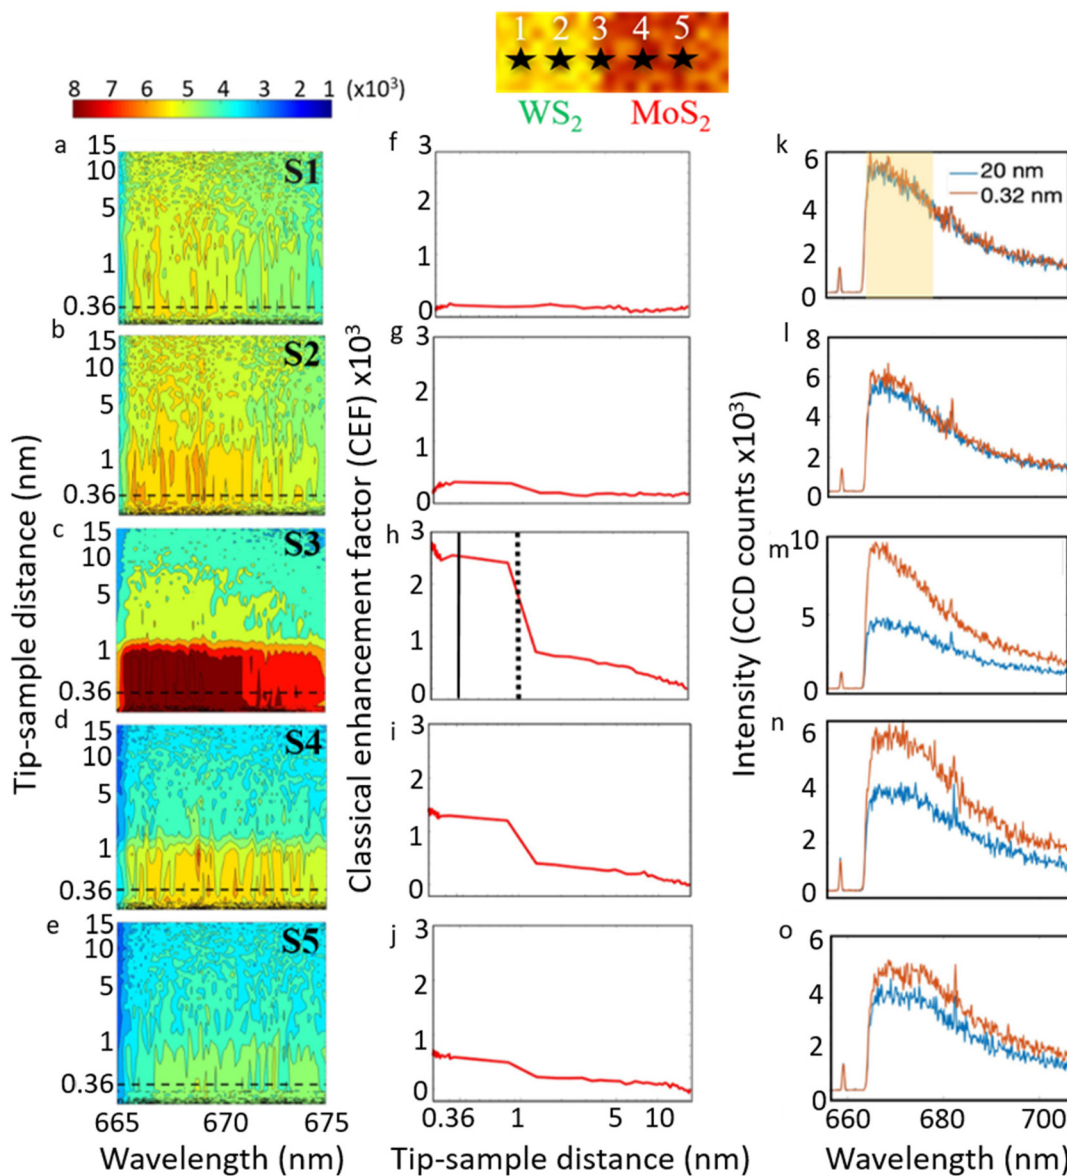 1 2 3 4 5
WS₂ MoS₂
8 7 6 5 4 3 2 1 (x10³)
a
15
10
5
1
0.36
S1
b
15
10
5
1
0.36
S2
c
15
10
5
1
0.36
S3
d
15
10
5
1
0.36
S4
e
15
10
5
1
0.36
S5
665 670 675
Wavelength (nm)
Tip-sample distance (nm)
f
3
2
1
0
g
3
2
1
0
h
3
2
1
0
i
3
2
1
0
j
3
2
1
0
0.36 1 5 10
Tip-sample distance (nm)
Classical enhancement factor (CEF) x10³
k
6
4
2
0
20 nm
0.32 nm
l
8
6
4
2
0
m
10
5
0
n
6
4
2
0
o
6
4
2
0
660 680 700
Wavelength (nm)
Intensity (CCD counts x10³)